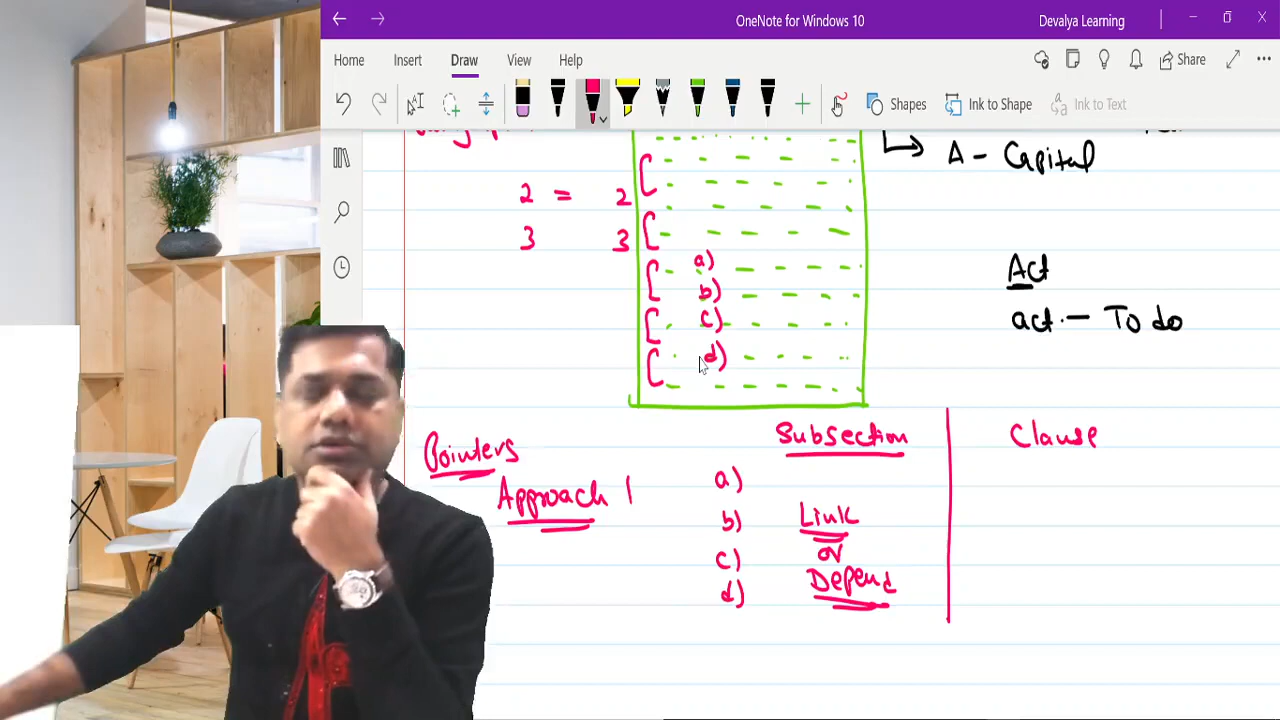 OneNote for Windows 10
Devalya Learning
Home Insert Draw View Help
Share
Shapes
Ink to Shape
Ink to Text
A - Capital
2 = 2
3 3
a)
b)
c)
d)
Act
act - To do
Pointers
Approach 1
Subsection
a)
b)
c)
d)
Link
or
Depend
Clause